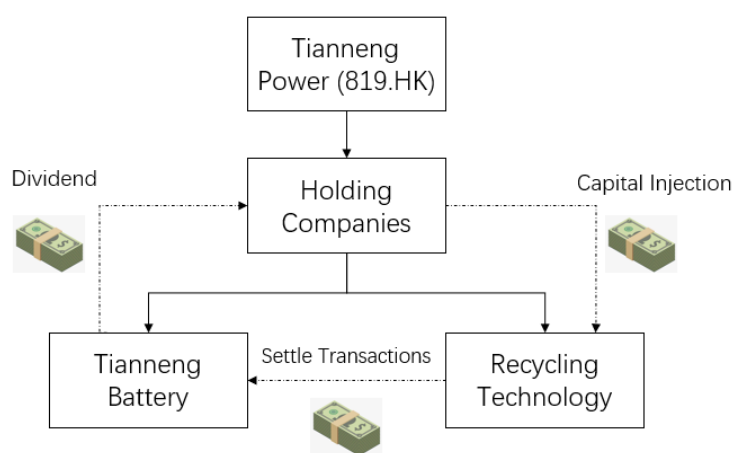 Tianneng
Power (819.HK)
Dividend
Holding
Companies
Capital Injection
Tianneng
Battery
Settle Transactions
Recycling
Technology